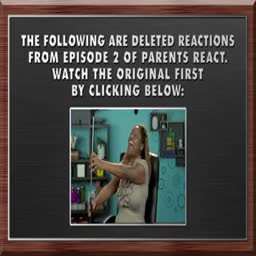 THE FOLLOWING ARE DELETED REACTIONS
FROM EPISODE 2 OF PARENTS REACT.
WATCH THE ORIGINAL FIRST
BY CLICKING BELOW: